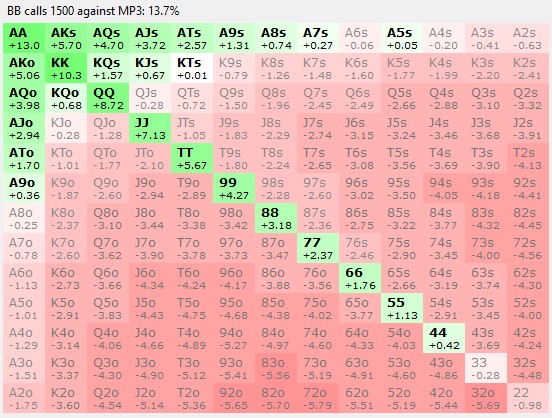 BB calls 1500 against MP3: 13.7%
AA AKs AQs AJs ATs A9s A8s A7s A6s A5s A4s A3s A2s
+13.0 +5.70 +4.70 +3.72 +2.57 +1.31 +0.74 +0.27 -0.06 +0.05 -0.20 -0.41 -0.63
AKo KK KQs KJs KTs K9s K8s K7s K6s K5s K4s K3s K2s
+5.06 +10.3 +1.57 +0.67 +0.01 -0.79 -1.26 -1.48 -1.60 -1.77 -1.99 -2.20 -2.41
AQo KQo QQ QJs QTs Q9s Q8s Q7s Q6s Q5s Q4s Q3s Q2s
+3.98 +0.68 +8.72 -0.28 -0.72 -1.50 -1.96 -2.45 -2.49 -2.66 -2.88 -3.10 -3.32
AJo KJo QJo JJ JTs J9s J8s J7s J6s J5s J4s J3s J2s
+2.94 -0.28 -1.28 +7.13 -1.05 -1.83 -2.29 -2.74 -3.15 -3.24 -3.46 -3.68 -3.91
ATo KTo QTo JTo TT T9s T8s T7s T6s T5s T4s T3s T2s
+1.70 -1.01 -1.77 -2.10 +5.67 -1.80 -2.24 -2.65 -3.08 -3.56 -3.69 -3.90 -4.13
A9o K9o Q9o J9o T9o 99 98s 97s 96s 95s 94s 93s 92s
+0.36 -1.87 -2.60 -2.94 -2.89 +4.27 -2.28 -2.60 -3.02 -3.50 -4.05 -4.18 -4.41
A8o K8o Q8o J8o T8o 98o 88 87s 86s 85s 84s 83s 82s
-0.25 -2.37 -3.10 -3.44 -3.38 -3.42 +3.18 -2.36 -2.75 -3.22 -3.77 -4.32 -4.45
A7o K7o Q7o J7o T7o 97o 87o 77 76s 75s 74s 73s 72s
-0.78 -2.60 -3.62 -3.90 -3.78 -3.73 -3.47 +2.37 -2.46 -2.90 -3.45 -4.00 -4.56
A6o K6o Q6o J6o T6o 96o 86o 76o 66 65s 64s 63s 62s
-1.13 -2.73 -3.66 -4.34 -4.24 -4.17 -3.88 -3.56 +1.76 -2.66 -3.19 -3.74 -4.30
A5o K5o Q5o J5o T5o 95o 85o 75o 65o 55 54s 53s 52s
-1.01 -2.91 -3.83 -4.43 -4.75 -4.68 -4.38 -4.02 -3.77 +1.13 -2.91 -3.45 -4.00
A4o K4o Q4o J4o T4o 94o 84o 74o 64o 54o 44 43s 42s
-1.29 -3.14 -4.06 -4.66 -4.89 -5.27 -4.97 -4.60 -4.33 -4.03 +0.42 -3.69 -4.24
A3o K3o Q3o J3o T3o 93o 83o 73o 63o 53o 43o 33 32s
-1.51 -3.37 -4.30 -4.90 -5.12 -5.41 -5.56 -5.19 -4.91 -4.60 -4.86 -0.28 -4.48
A2o K2o Q2o J2o T2o 92o 82o 72o 62o 52o 42o 32o 22
-1.75 -3.60 -4.54 -5.14 -5.36 -5.65 -5.70 -5.79 -5.51 -5.19 -5.44 -5.69 -0.98